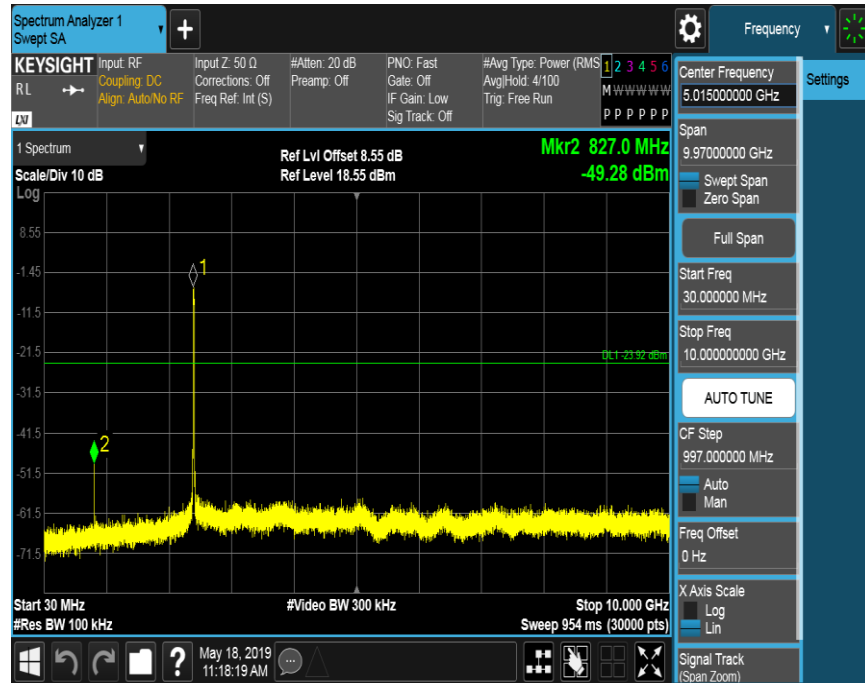 Spectrum Analyzer 1
Swept SA
+
Frequency
KEYSIGHT
RL
LXI
Input: RF
Coupling: DC
Align: Auto/No RF
Input Z: 50 Ω
Corrections: Off
Freq Ref: Int (S)
#Atten: 20 dB
Preamp: Off
PNO: Fast
Gate: Off
IF Gain: Low
Sig Track: Off
#Avg Type: Power (RMS
Avg|Hold: 4/100
Trig: Free Run
1 2 3 4 5 6
M W W W W W
P P P P P P
1 Spectrum
Scale/Div 10 dB
Log
Ref Lvl Offset 8.55 dB
Ref Level 18.55 dBm
Mkr2 827.0 MHz
-49.28 dBm
8.55
-1.45
-11.5
-21.5
-31.5
-41.5
-51.5
-61.5
-71.5
1
2
DL1 -23.92 dBm
Start 30 MHz
#Res BW 100 kHz
#Video BW 300 kHz
Stop 10.000 GHz
Sweep 954 ms (30000 pts)
?
May 18, 2019
11:18:19 AM
Center Frequency
5.015000000 GHz
Span
9.97000000 GHz
Swept Span
Zero Span
Full Span
Start Freq
30.000000 MHz
Stop Freq
10.000000000 GHz
AUTO TUNE
CF Step
997.000000 MHz
Auto
Man
Freq Offset
0 Hz
X Axis Scale
Log
Lin
Signal Track
(Span Zoom)
Settings